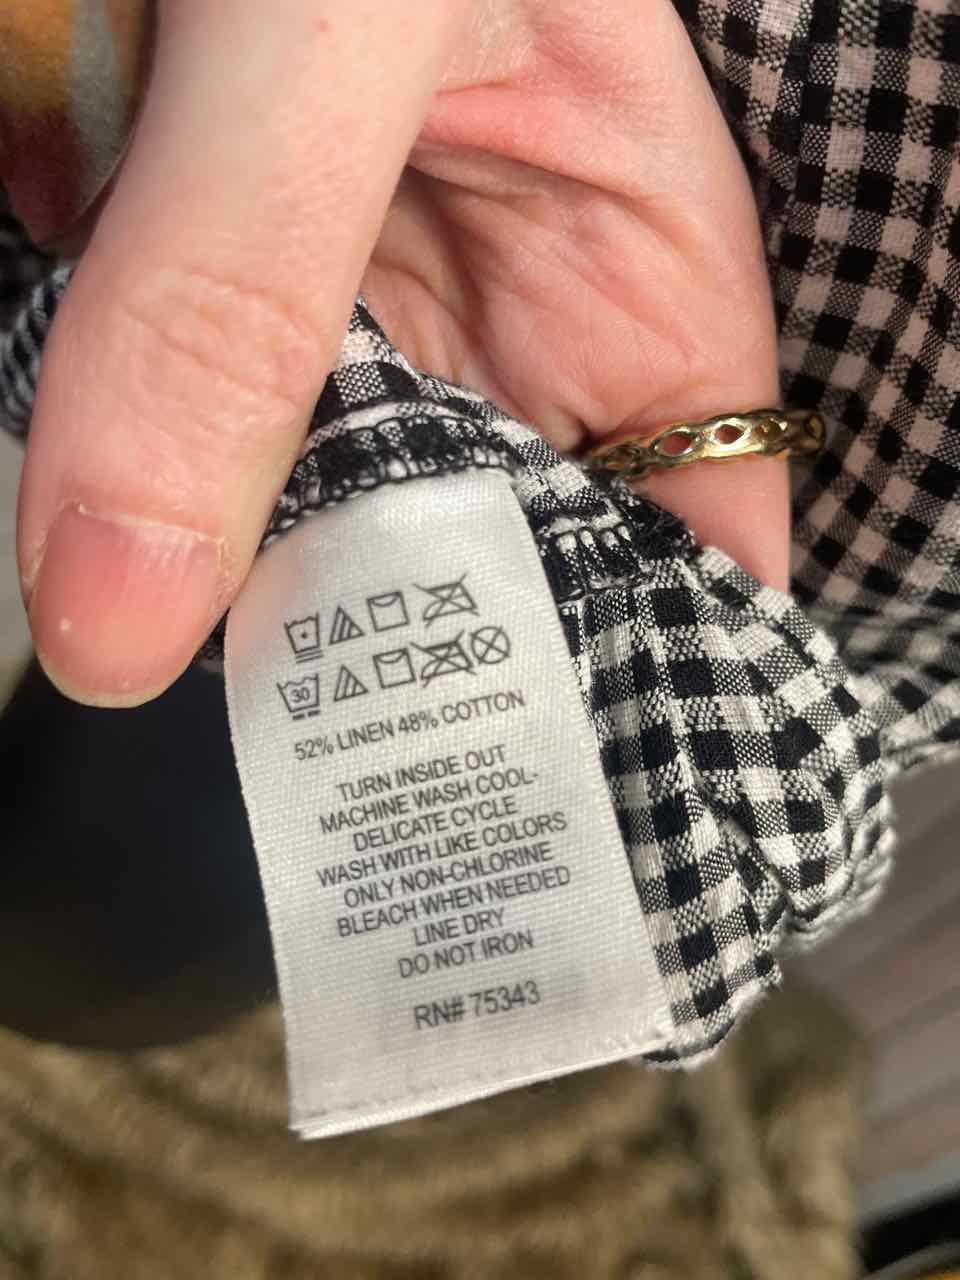 30
52% LINEN 48% COTTON
TURN INSIDE OUT
MACHINE WASH COOL-
DELICATE CYCLE
WASH WITH LIKE COLORS
ONLY NON-CHLORINE
BLEACH WHEN NEEDED
LINE DRY
DO NOT IRON
RN# 75343